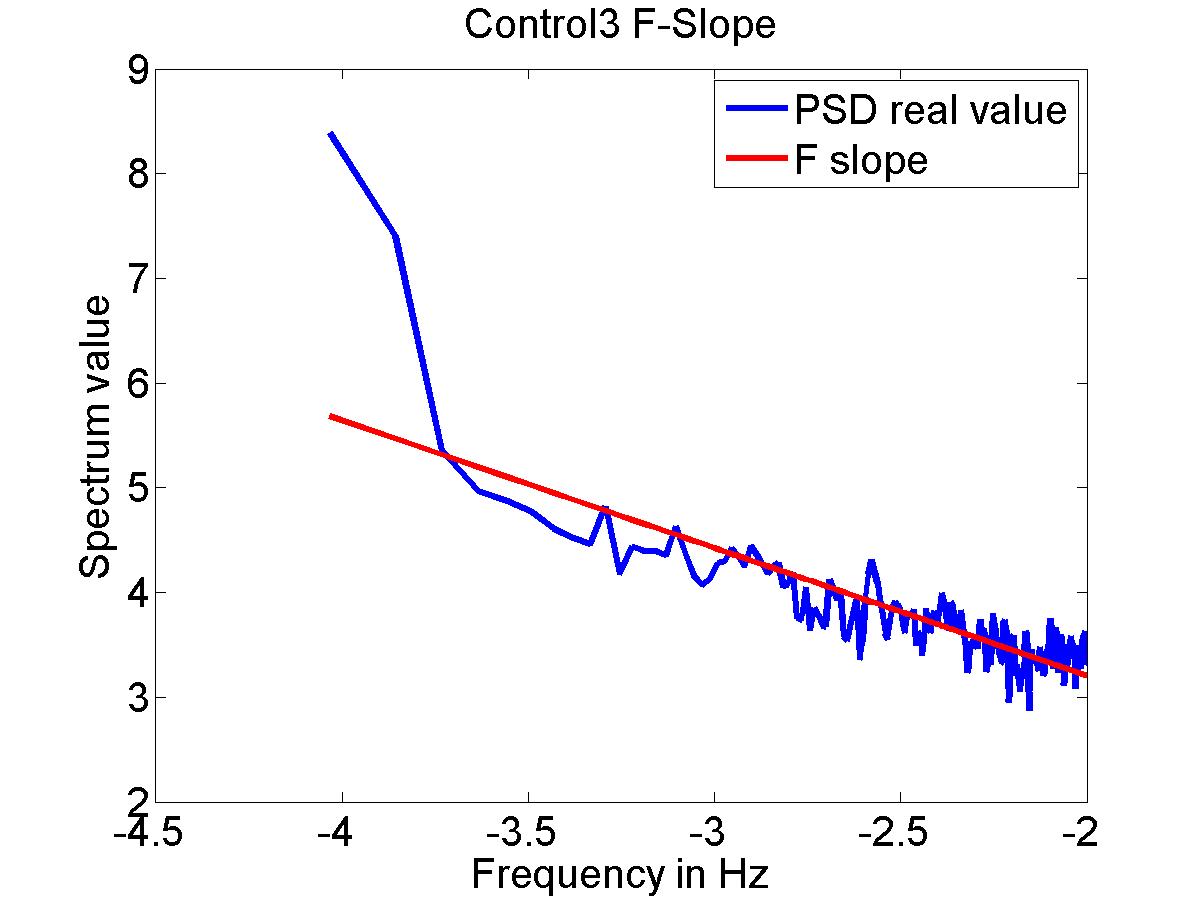 Control3 F-Slope
9
8
7
6
5
4
3
2
PSD real value
F slope
Spectrum value
-4.5 -4 -3.5 -3 -2.5 -2
Frequency in Hz